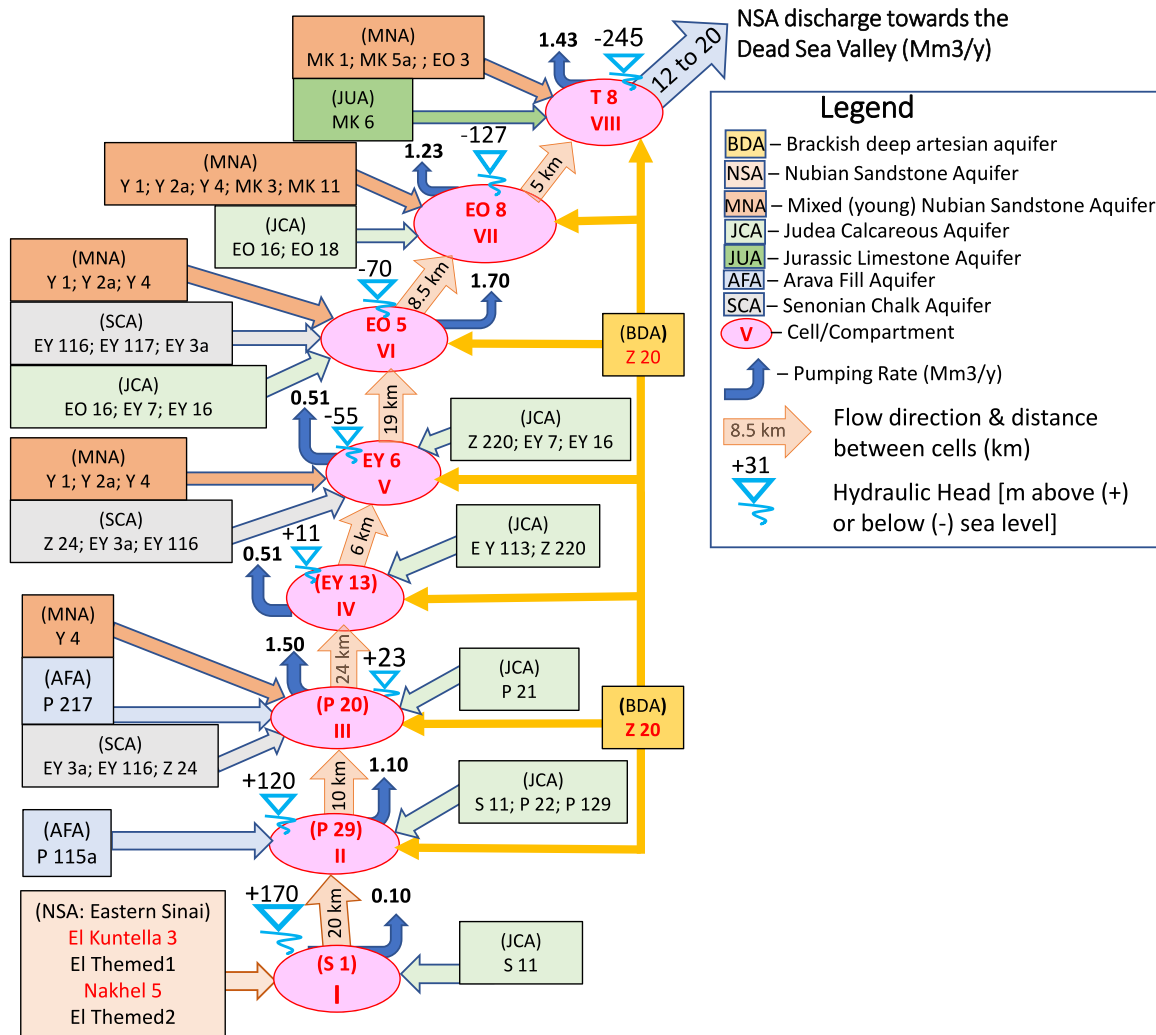 NSA discharge towards the
Dead Sea Valley (Mm3/y)
12 to 20
-245
1.43
(MNA)
MK 1; MK 5a; ; EO 3
(JUA)
MK 6
T 8
VIII
-127
1.23
5 km
(MNA)
Y 1; Y 2a; Y 4; MK 3; MK 11
(JCA)
EO 16; EO 18
EO 8
VII
-70
8.5 km
1.70
(MNA)
Y 1; Y 2a; Y 4
(SCA)
EY 116; EY 117; EY 3a
(JCA)
EO 16; EY 7; EY 16
EO 5
VI
(BDA)
Z 20
0.51
-55
19 km
(JCA)
Z 220; EY 7; EY 16
(MNA)
Y 1; Y 2a; Y 4
(SCA)
Z 24; EY 3a; EY 116
EY 6
V
0.51
+11
6 km
(JCA)
E Y 113; Z 220
(EY 13)
IV
(MNA)
Y 4
(AFA)
P 217
(SCA)
EY 3a; EY 116; Z 24
1.50
24 km
+23
(JCA)
P 21
(P 20)
III
(BDA)
Z 20
+120
10 km
1.10
(JCA)
S 11; P 22; P 129
(AFA)
P 115a
(P 29)
II
+170
20 km
0.10
(NSA: Eastern Sinai)
El Kuntella 3
El Themed1
Nakhel 5
El Themed2
(S 1)
I
(JCA)
S 11
Legend
BDA – Brackish deep artesian aquifer
NSA – Nubian Sandstone Aquifer
MNA – Mixed (young) Nubian Sandstone Aquifer
JCA – Judea Calcareous Aquifer
JUA – Jurassic Limestone Aquifer
AFA – Arava Fill Aquifer
SCA – Senonian Chalk Aquifer
V – Cell/Compartment
– Pumping Rate (Mm3/y)
8.5 km
Flow direction & distance
between cells (km)
+31
Hydraulic Head [m above (+)
or below (-) sea level]